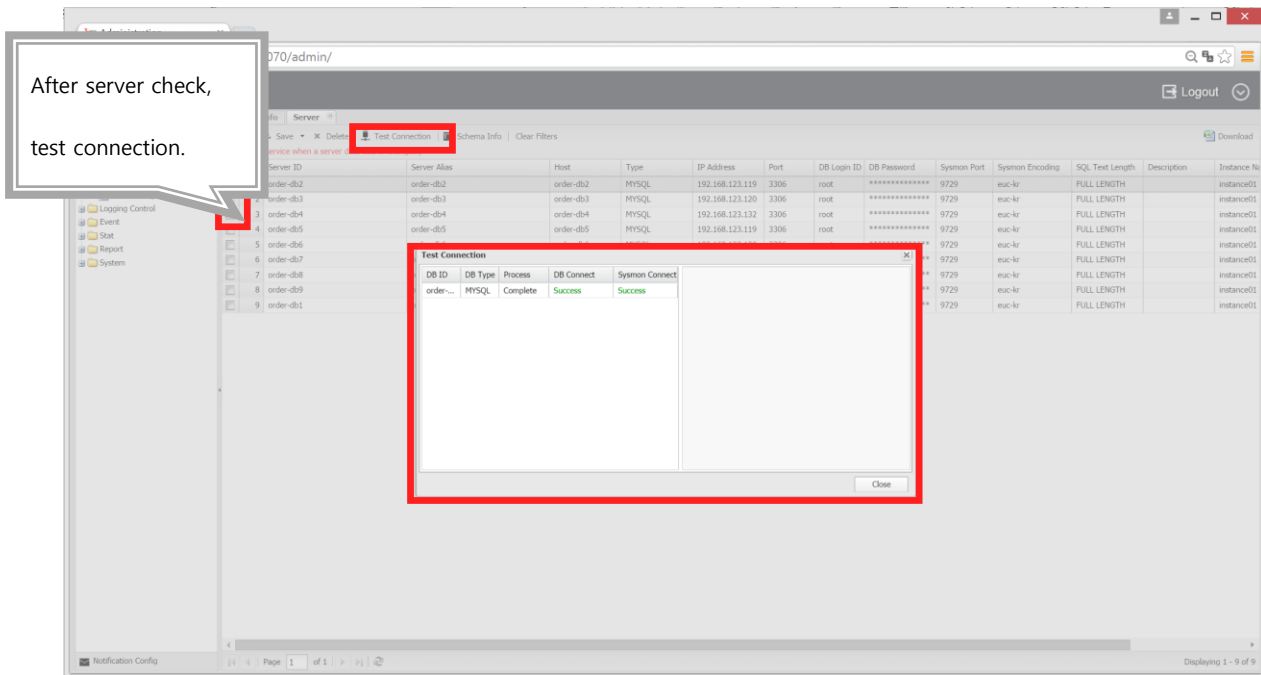 Administration
070/admin/
After server check,
test connection.
Logout
Info Server
Save Delete Test Connection Schema Info Clear Filters Download
ervice when a server
Server ID Server Alias Host Type IP Address Port DB Login ID DB Password Sysmon Port Sysmon Encoding SQL Text Length Description Instance Na
order-db2 order-db2 order-db2 MYSQL 192.168.123.119 3306 root ************** 9729 euc-kr FULL LENGTH instance01
2 order-db3 order-db3 order-db3 MYSQL 192.168.123.120 3306 root ************** 9729 euc-kr FULL LENGTH instance01
3 order-db4 order-db4 order-db4 MYSQL 192.168.123.132 3306 root ************** 9729 euc-kr FULL LENGTH instance01
4 order-db5 order-db5 order-db5 MYSQL 192.168.123.119 3306 root ************** 9729 euc-kr FULL LENGTH instance01
5 order-db6 9729 euc-kr FULL LENGTH instance01
6 order-db7 9729 euc-kr FULL LENGTH instance01
7 order-db8 9729 euc-kr FULL LENGTH instance01
8 order-db9 9729 euc-kr FULL LENGTH instance01
9 order-db1 9729 euc-kr FULL LENGTH instance01
Logging Control
Event
Stat
Report
System
Test Connection
DB ID DB Type Process DB Connect Sysmon Connect
order-... MYSQL Complete Success Success
Close
Notification Config
Page 1 of 1
Displaying 1 - 9 of 9